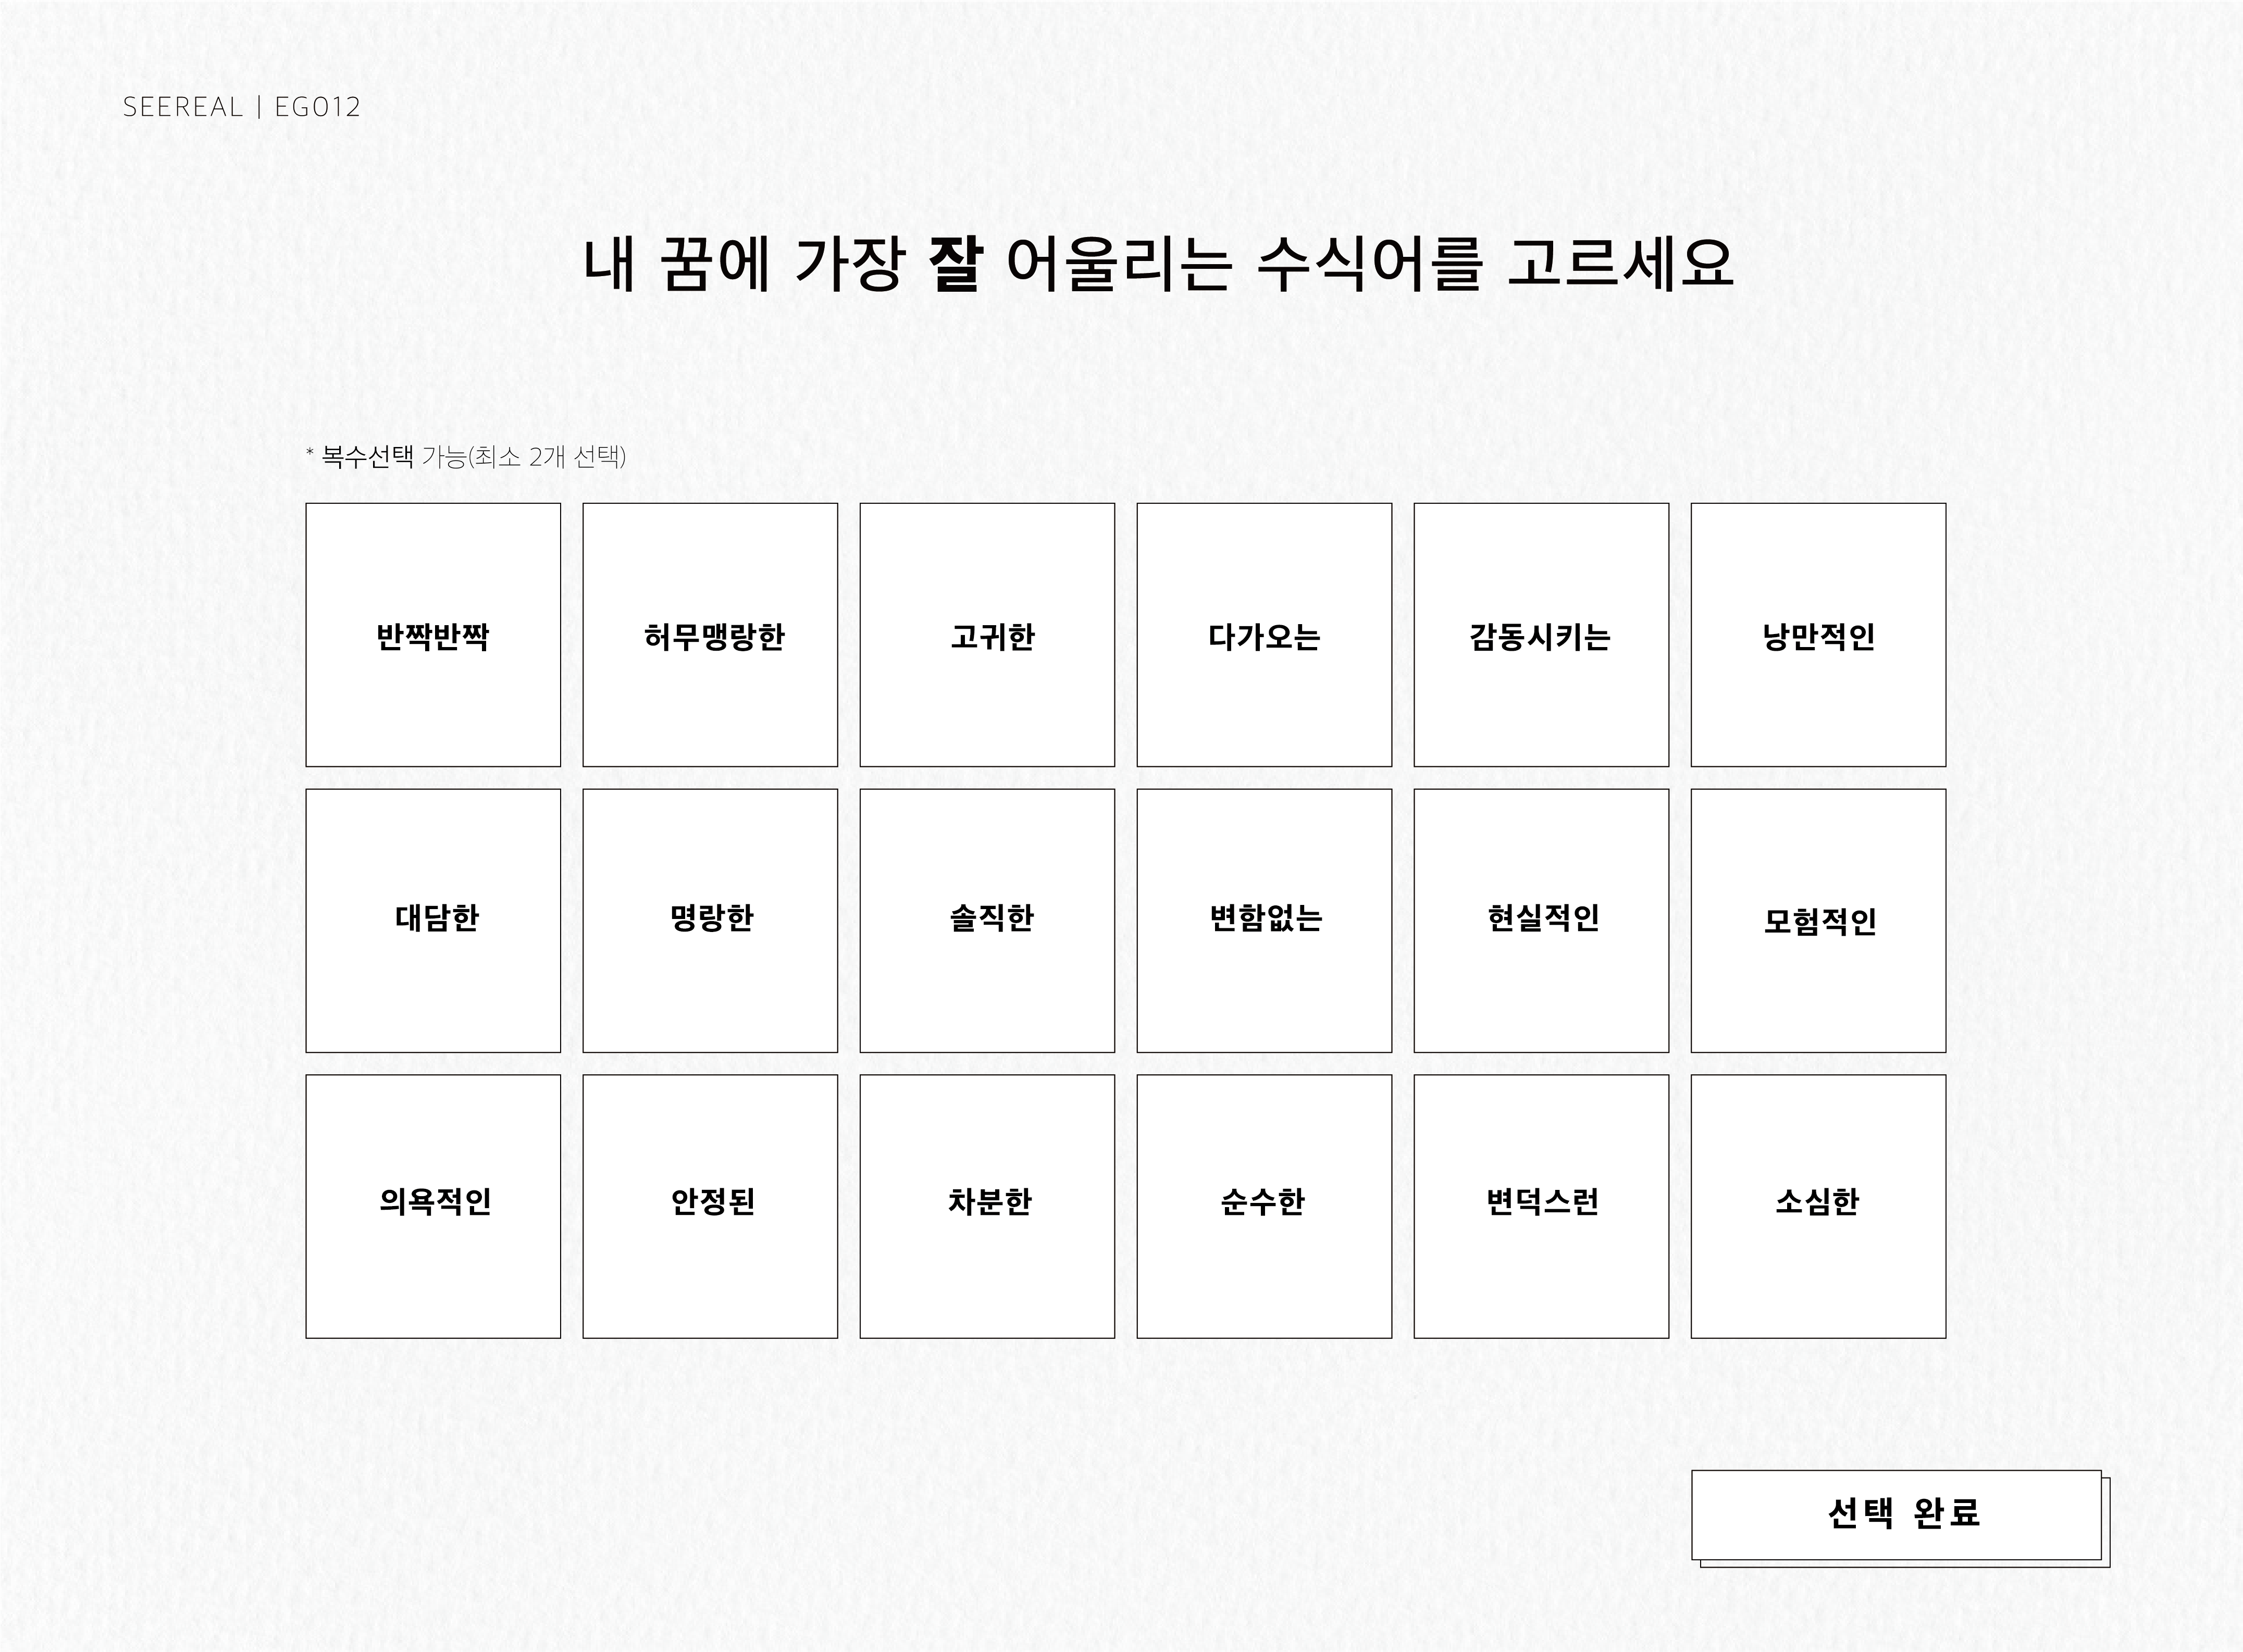 SEEREAL | EG012
내 꿈에 가장 잘 어울리는 수식어를 고르세요
* 복수선택 가능(최소 2개 선택)
반짝반짝 허무맹랑한 고귀한 다가오는 감동시키는 낭만적인
대담한 명랑한 솔직한 변함없는 현실적인 모험적인
의욕적인 안정된 차분한 순수한 변덕스런 소심한
선택 완료